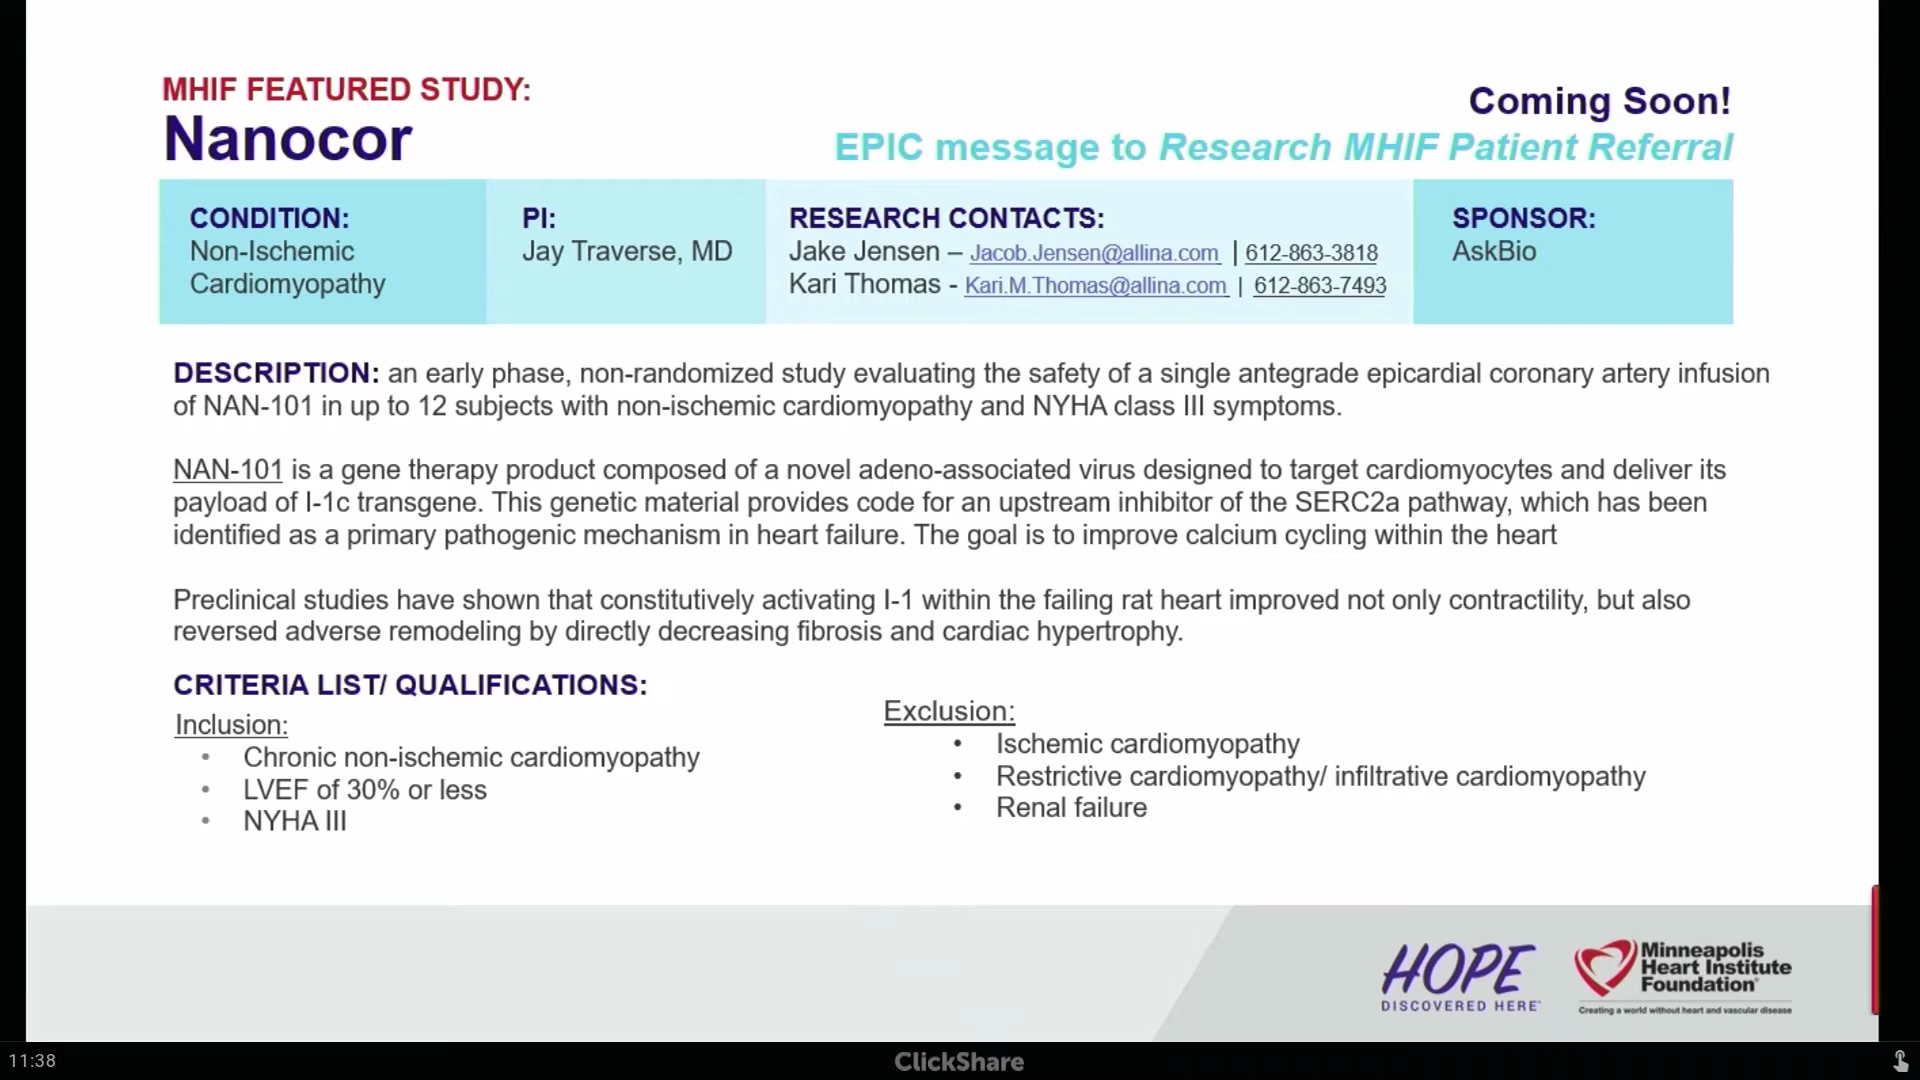 MHIF FEATURED STUDY:
Nanocor
Coming Soon!
EPIC message to Research MHIF Patient Referral
CONDITION:
Non-Ischemic
Cardiomyopathy
PI:
Jay Traverse, MD
RESEARCH CONTACTS:
Jake Jensen – Jacob.Jensen@allina.com | 612-863-3818
Kari Thomas - Kari.M.Thomas@allina.com | 612-863-7493
SPONSOR:
AskBio
DESCRIPTION: an early phase, non-randomized study evaluating the safety of a single antegrade epicardial coronary artery infusion
of NAN-101 in up to 12 subjects with non-ischemic cardiomyopathy and NYHA class III symptoms.
NAN-101 is a gene therapy product composed of a novel adeno-associated virus designed to target cardiomyocytes and deliver its
payload of I-1c transgene. This genetic material provides code for an upstream inhibitor of the SERC2a pathway, which has been
identified as a primary pathogenic mechanism in heart failure. The goal is to improve calcium cycling within the heart
Preclinical studies have shown that constitutively activating I-1 within the failing rat heart improved not only contractility, but also
reversed adverse remodeling by directly decreasing fibrosis and cardiac hypertrophy.
CRITERIA LIST/ QUALIFICATIONS:
Inclusion:
• Chronic non-ischemic cardiomyopathy
• LVEF of 30% or less
• NYHA III
Exclusion:
• Ischemic cardiomyopathy
• Restrictive cardiomyopathy/ infiltrative cardiomyopathy
• Renal failure
HOPE
DISCOVERED HERE
Minneapolis
Heart Institute
Foundation
Creating a world without heart and vascular disease
11:38
ClickShare